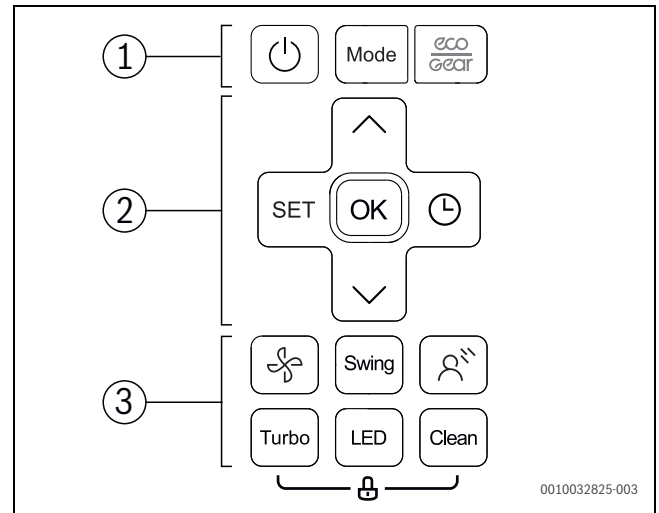 1
Mode
eco
Gear
2
SET
OK
3
Swing
Turbo
LED
Clean
0010032825-003